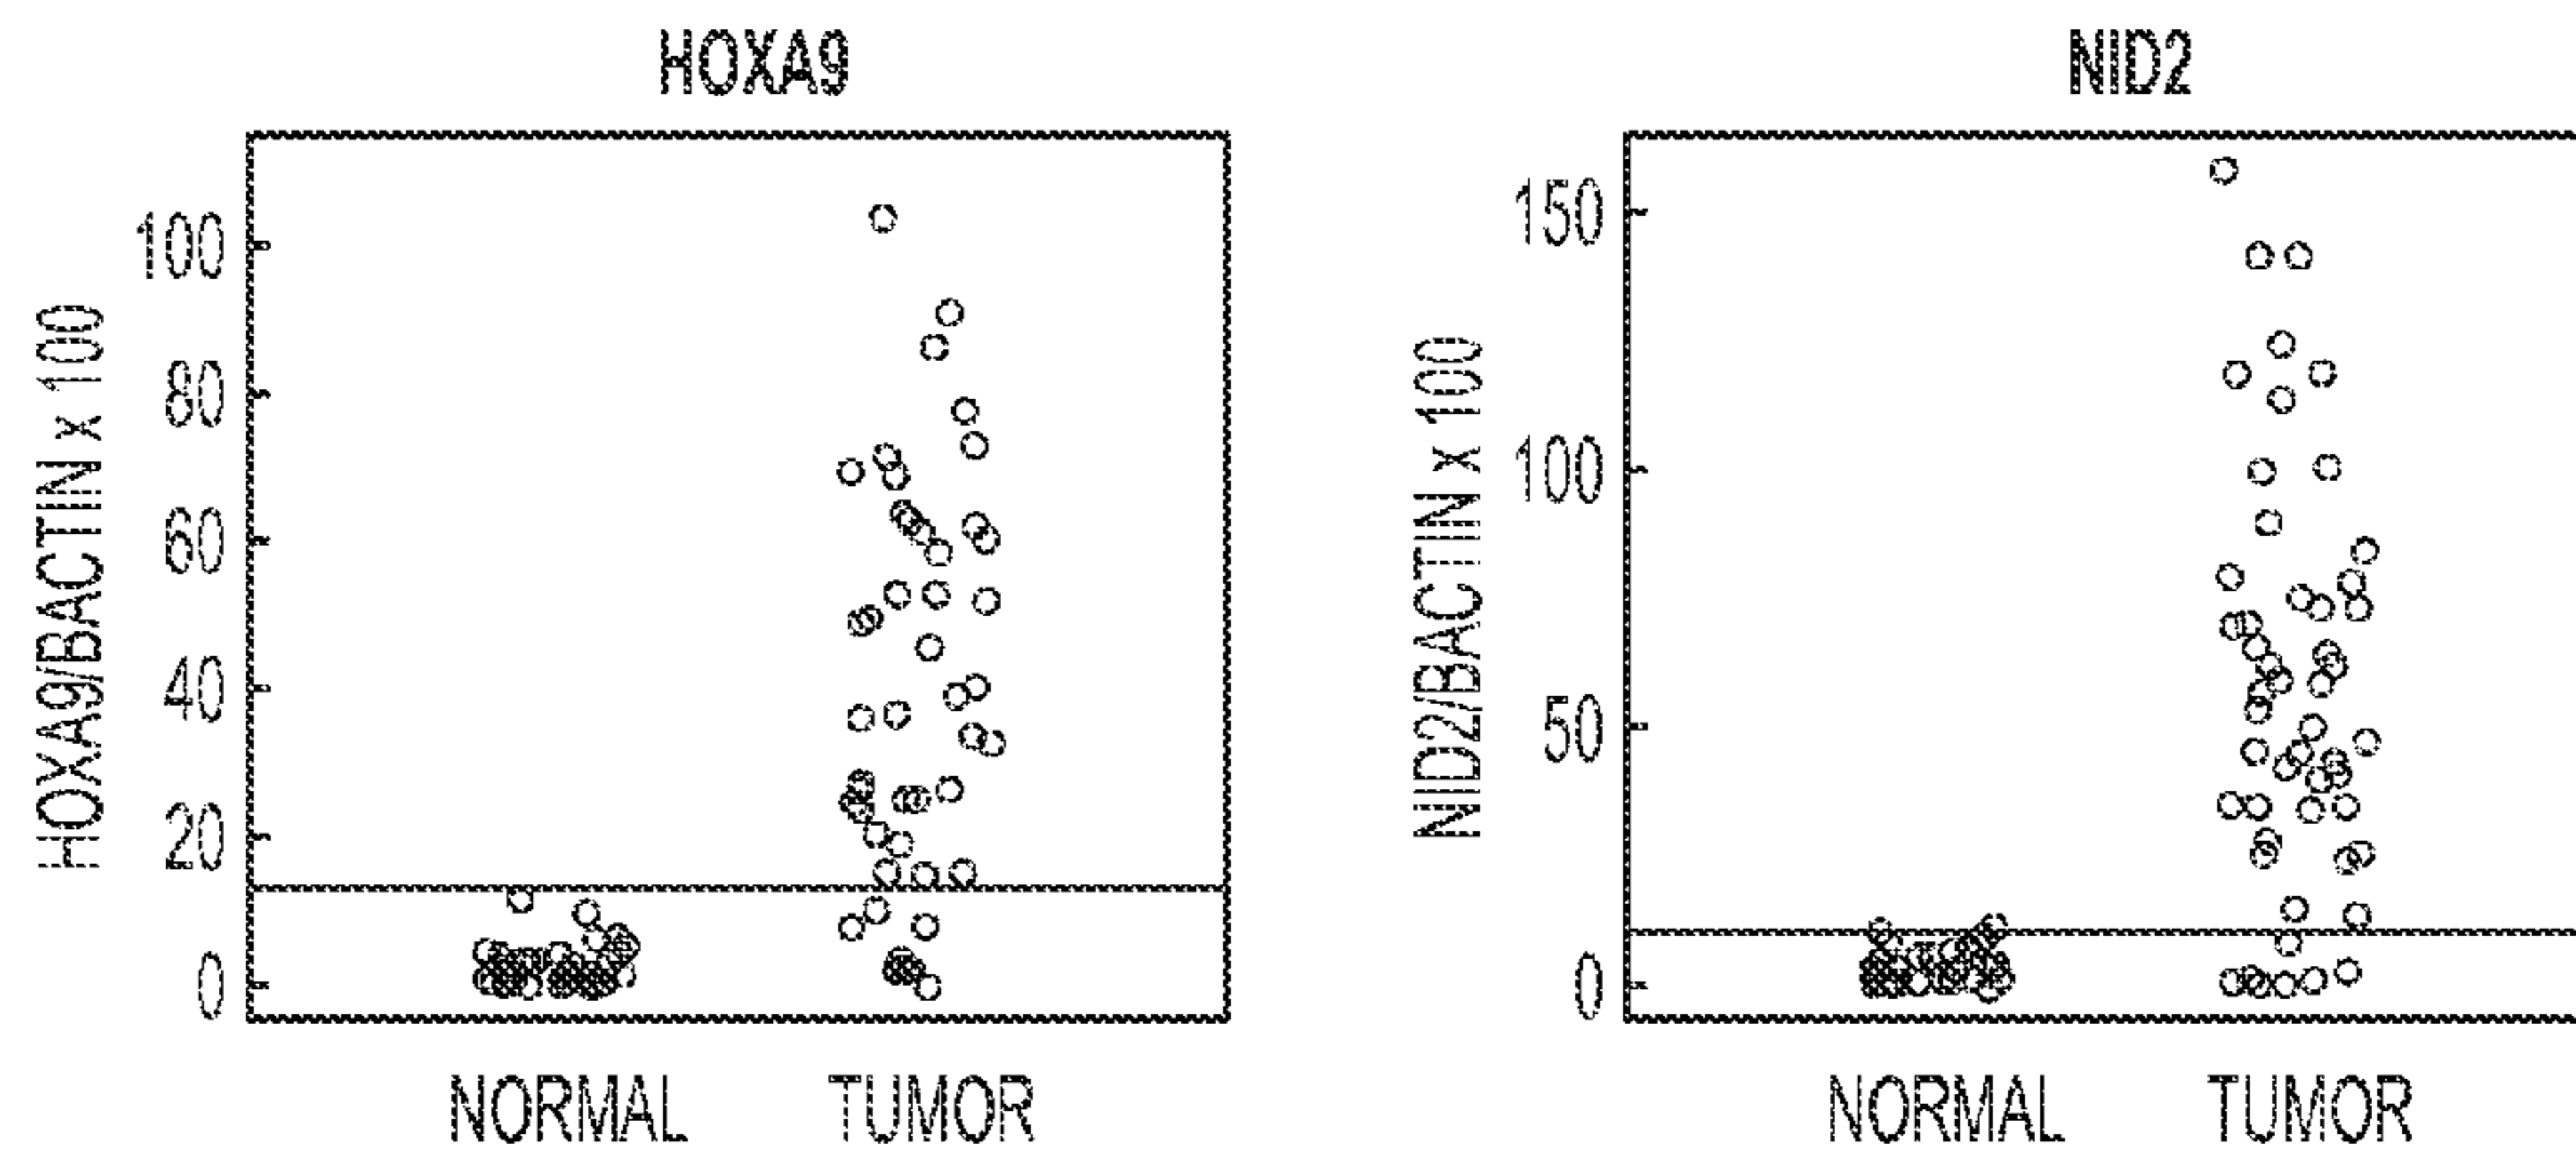 HOXA9
HOXA9/BACTIN x 100
100
80
60
40
20
0
NORMAL TUMOR
NID2
NID2/BACTIN x 100
150
100
50
0
NORMAL TUMOR